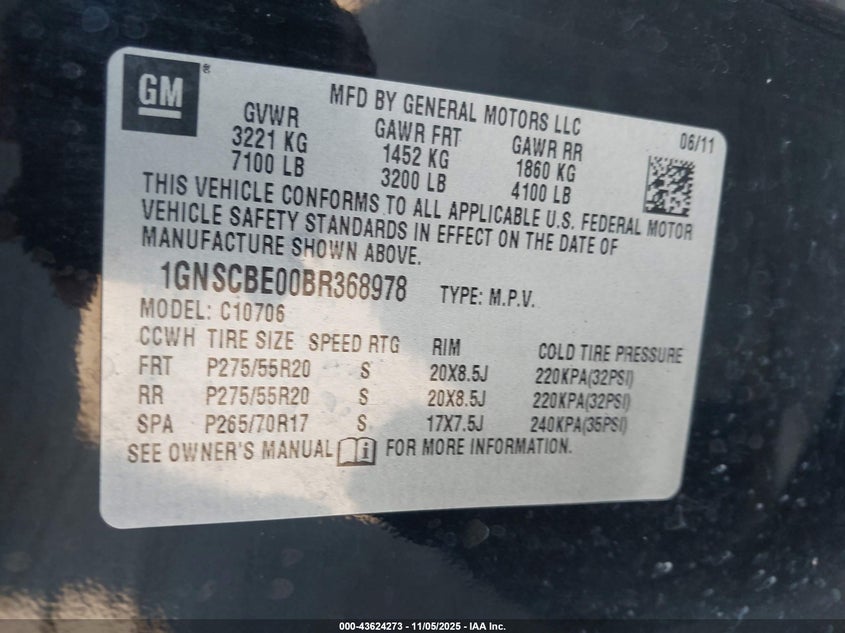 GM ®
MFD BY GENERAL MOTORS LLC
06/11
GVWR GAWR FRT GAWR RR
3221 KG 1452 KG 1860 KG
7100 LB 3200 LB 4100 LB
THIS VEHICLE CONFORMS TO ALL APPLICABLE U.S. FEDERAL MOTOR
VEHICLE SAFETY STANDARDS IN EFFECT ON THE DATE OF
MANUFACTURE SHOWN ABOVE.
1GNSCBE00BR368978 TYPE: M.P.V.
MODEL: C10706
CCWH TIRE SIZE SPEED RTG RIM COLD TIRE PRESSURE
FRT P275/55R20 S 20X8.5J 220KPA(32PSI)
RR P275/55R20 S 20X8.5J 220KPA(32PSI)
SPA P265/70R17 S 17X7.5J 240KPA(35PSI)
SEE OWNER'S MANUAL i FOR MORE INFORMATION.
000-43624273 - 11/05/2025 - IAA Inc.